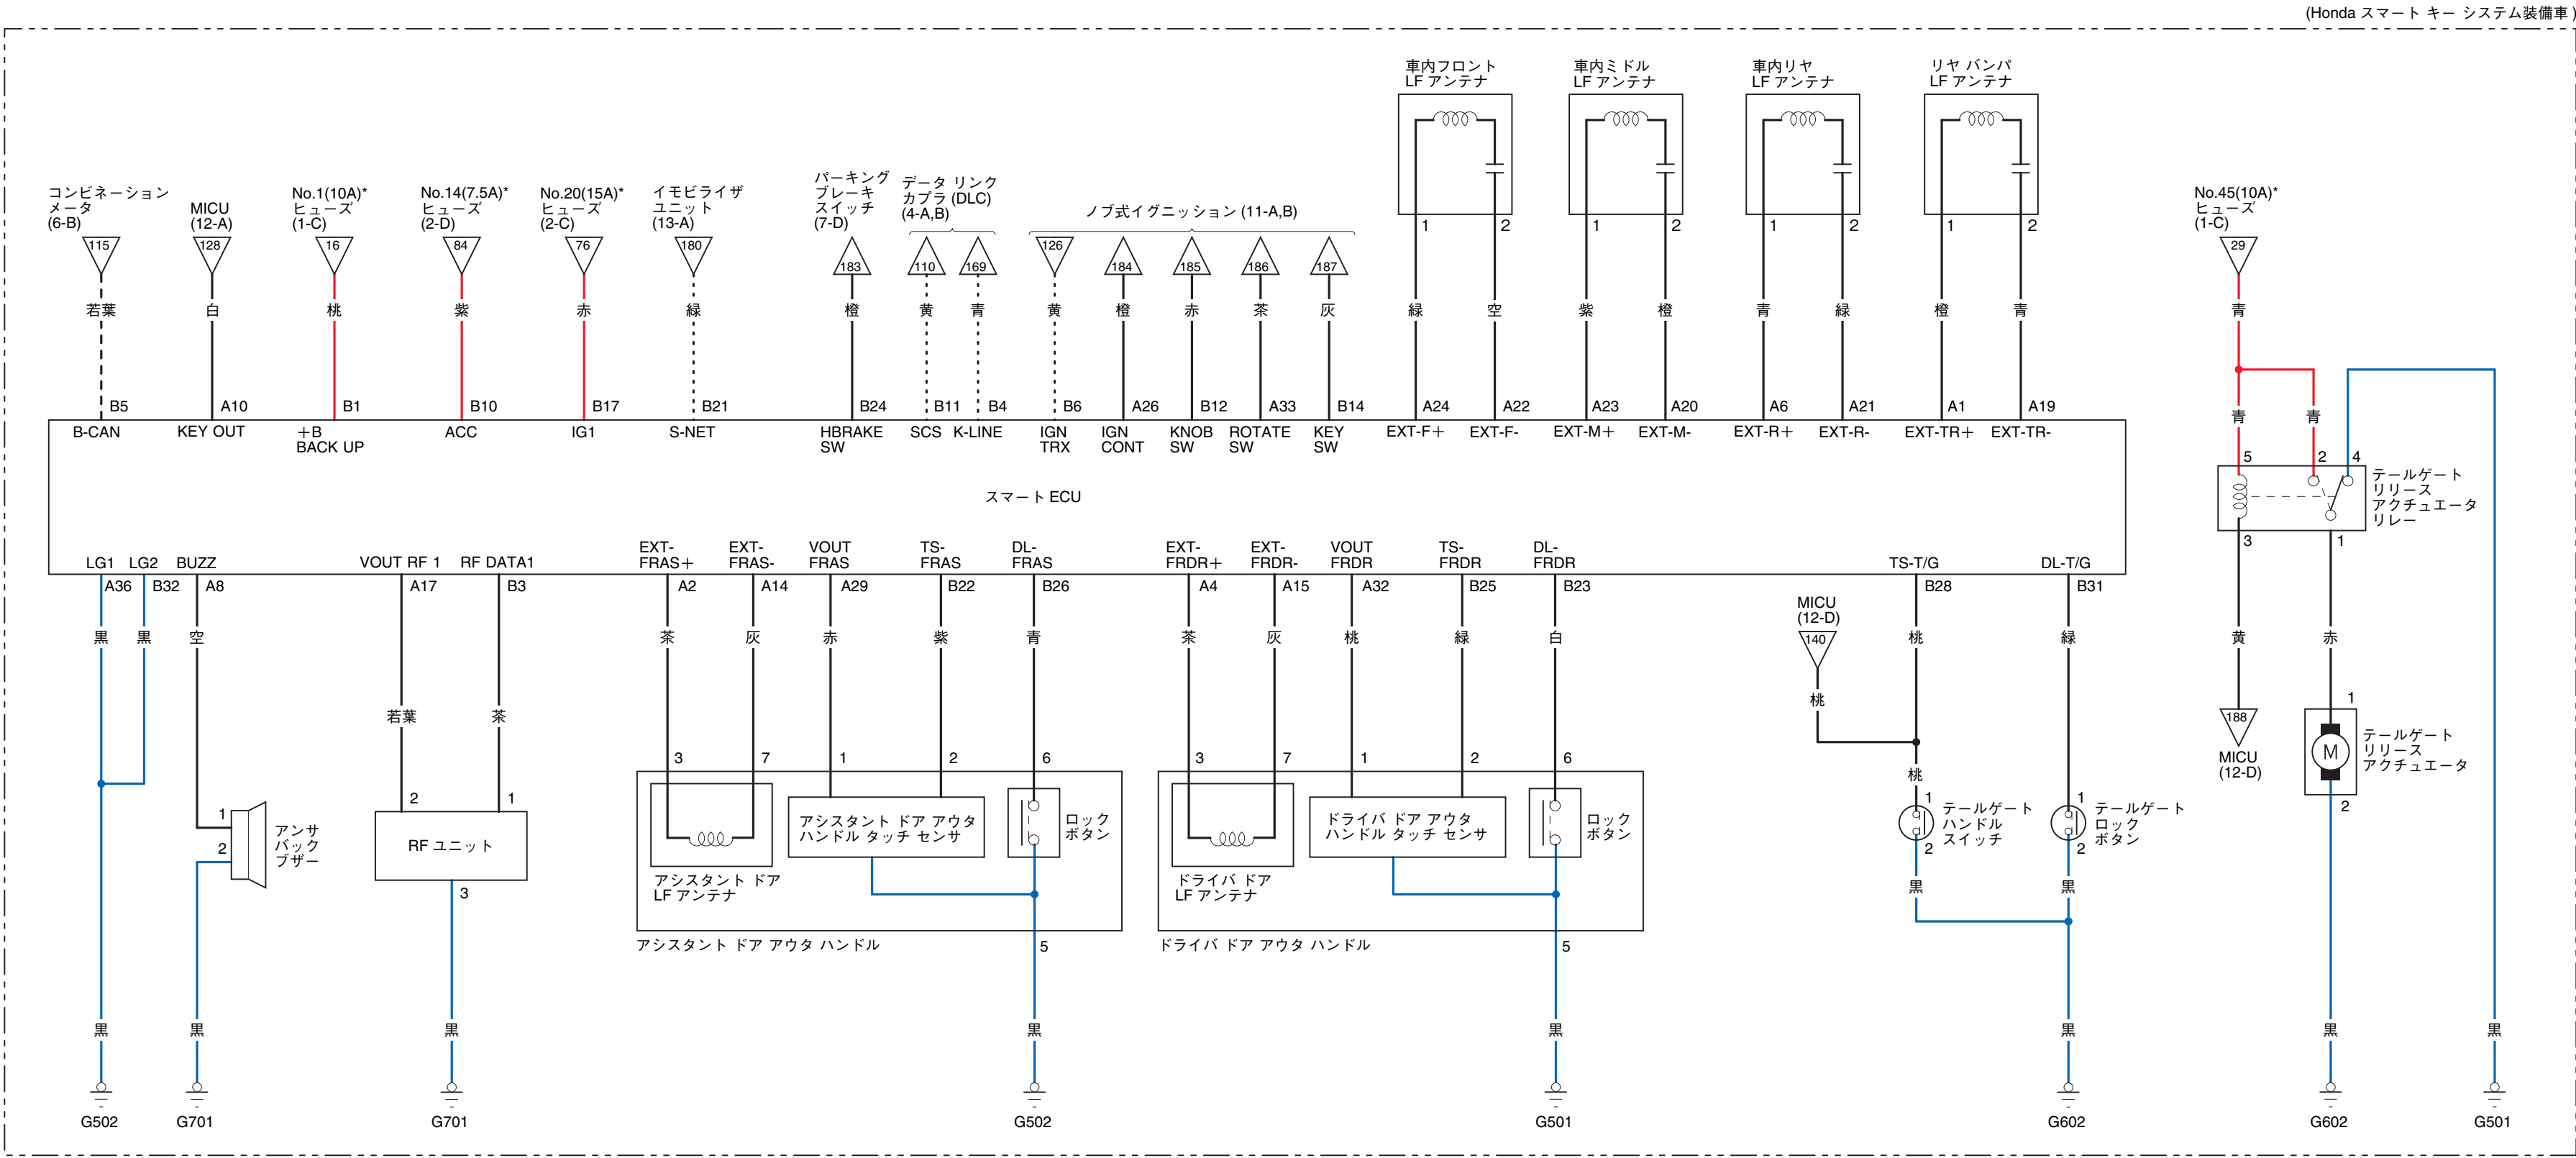 (Honda スマート キー システム装備車)
車内フロント
LF アンテナ
車内ミドル
LF アンテナ
車内リヤ
LF アンテナ
リヤ バンパ
LF アンテナ
1 2 1 2 1 2 1 2
コンビネーション
メータ
(6-B)
115
MICU
(12-A)
128
No.1(10A)*
ヒューズ
(1-C)
16
No.14(7.5A)*
ヒューズ
(2-D)
84
No.20(15A)*
ヒューズ
(2-C)
76
イモビライザ
ユニット
(13-A)
180
パーキング
ブレーキ
スイッチ
(7-D)
183
データ リンク
カプラ (DLC)
(4-A,B)
110 169
ノブ式イグニッション (11-A,B)
126 184 185 186 187
No.45(10A)*
ヒューズ
(1-C)
29
若葉 白 桃 紫 赤 緑 橙 黄 青 黄 橙 赤 茶 灰 緑 空 紫 橙 青 緑 橙 青 青
B5 A10 B1 B10 B17 B21 B24 B11 B4 B6 A26 B12 A33 B14 A24 A22 A23 A20 A6 A21 A1 A19
青 青
B-CAN
KEY OUT
+B
BACK UP
ACC
IG1
S-NET
HBRAKE
SW
SCS
K-LINE
IGN
TRX
IGN
CONT
KNOB
SW
ROTATE
SW
KEY
SW
EXT-F+
EXT-F-
EXT-M+
EXT-M-
EXT-R+
EXT-R-
EXT-TR+
EXT-TR-
スマート ECU
5 2 4
テールゲート
リリース
アクチュエータ
リレー
3 1
LG1
LG2
BUZZ
VOUT RF 1
RF DATA1
EXT-
FRAS+
EXT-
FRAS-
VOUT
FRAS
TS-
FRAS
DL-
FRAS
EXT-
FRDR+
EXT-
FRDR-
VOUT
FRDR
TS-
FRDR
DL-
FRDR
TS-T/G
DL-T/G
A36 B32 A8 A17 B3 A2 A14 A29 B22 B26 A4 A15 A32 B25 B23 B28 B31
MICU
(12-D)
140
黒 黒 空 茶 灰 赤 紫 青 茶 灰 桃 緑 白 桃 緑 黄 赤
桃
若葉 茶
188
MICU
(12-D)
1
テールゲート
リリース
アクチュエータ
M
2
3 7 1 2 6
3 7 1 2 6
桃
2 1
1
2
アンサ
バック
ブザー
RF ユニット
3
アシスタント ドア アウタ
ハンドル タッチ センサ
ロック
ボタン
アシスタント ドア
LF アンテナ
アシスタント ドア アウタ ハンドル
5
ドライバ ドア アウタ
ハンドル タッチ センサ
ロック
ボタン
ドライバ ドア
LF アンテナ
ドライバ ドア アウタ ハンドル
5
1
テールゲート
ハンドル
スイッチ
2
1
テールゲート
ロック
ボタン
2
黒 黒
黒 黒 黒 黒 黒 黒 黒 黒
G502 G701 G701 G502 G501 G602 G602 G501